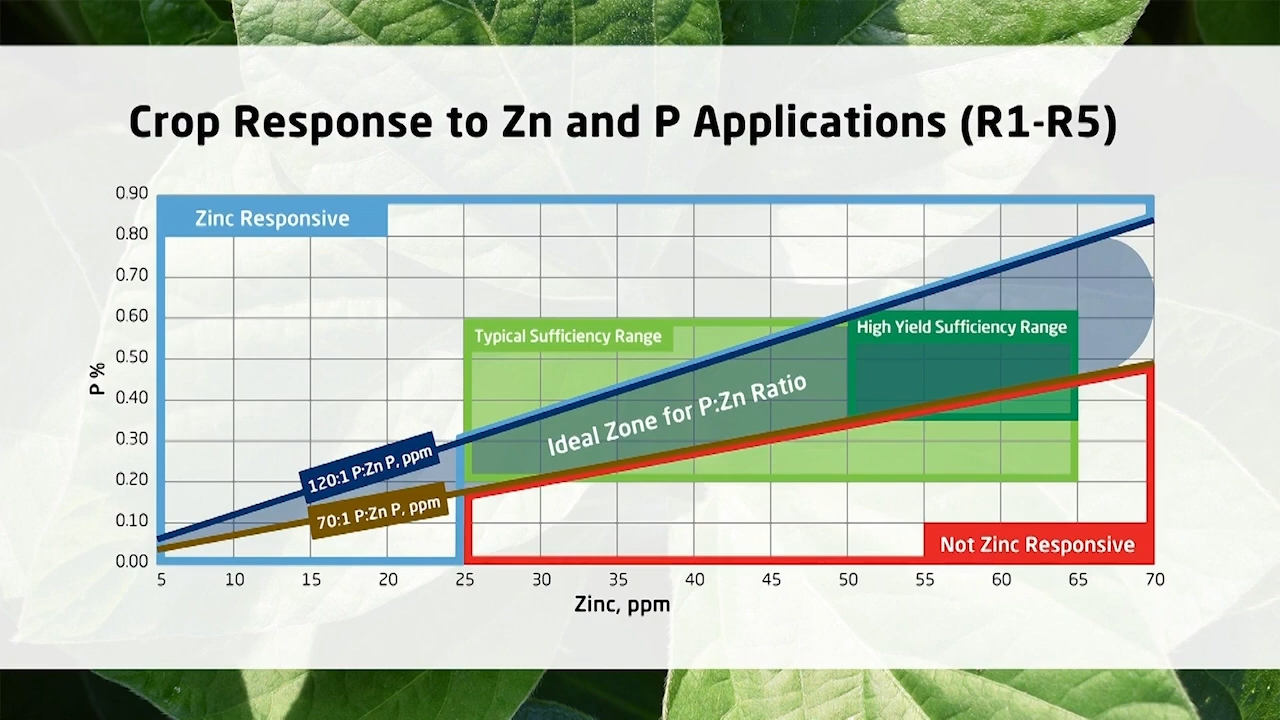 Crop Response to Zn and P Applications (R1-R5)
0.90
0.80
0.70
0.60
0.50
0.40
0.30
0.20
0.10
0.00
P %
Zinc Responsive
Typical Sufficiency Range
High Yield Sufficiency Range
Ideal Zone for P:Zn Ratio
120:1 P:Zn P, ppm
70:1 P:Zn P, ppm
Not Zinc Responsive
5 10 15 20 25 30 35 40 45 50 55 60 65 70
Zinc, ppm